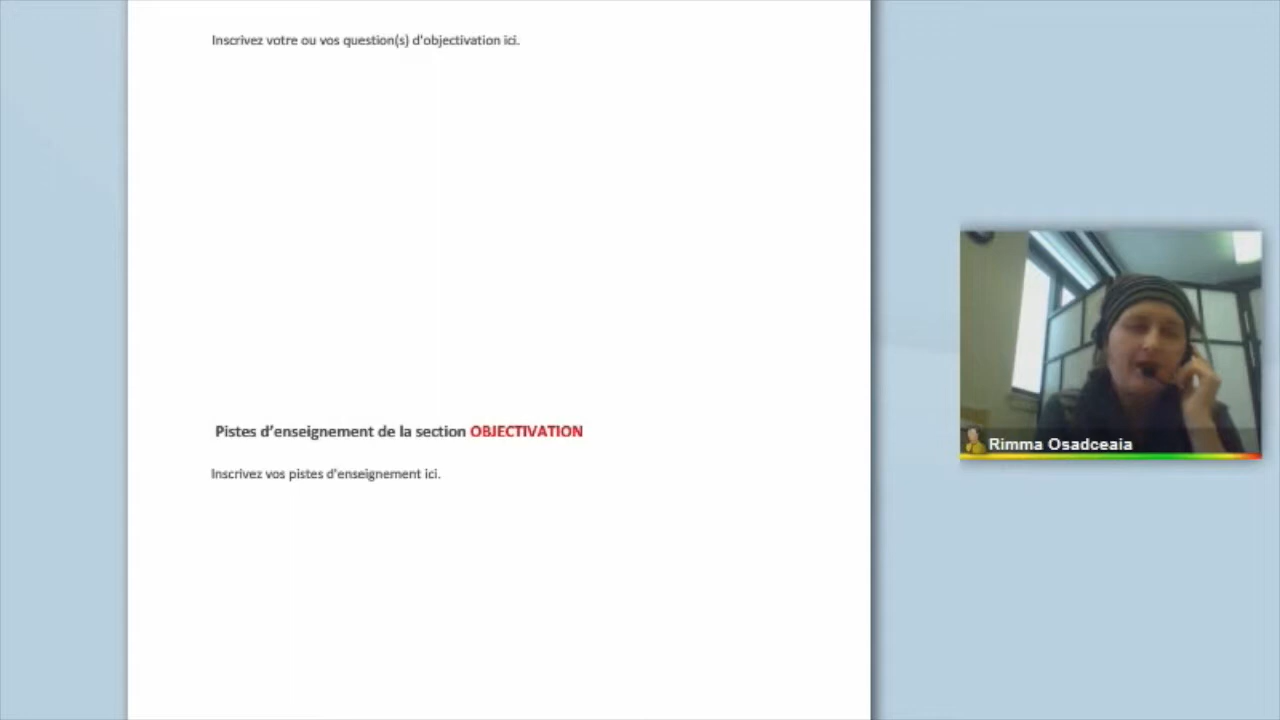 Inscrivez votre ou vos question(s) d'objectivation ici.
Pistes d’enseignement de la section OBJECTIVATION
Inscrivez vos pistes d'enseignement ici.
Rimma Osadceaia